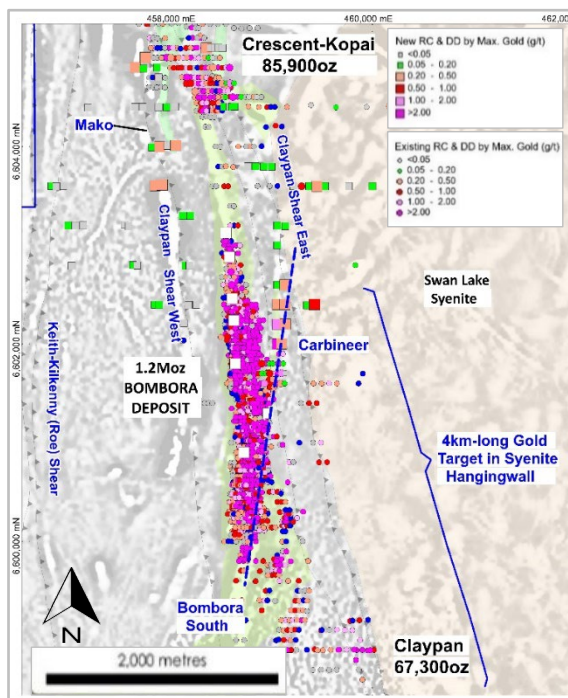 458,000 mE
460,000 mE
462,0
Crescent-Kopai
85,900oz
New RC & DD by Max. Gold (g/t)
<0.05
0.05 - 0.20
0.20 - 0.50
0.50 - 1.00
1.00 - 2.00
>2.00
Existing RC & DD by Max. Gold (g/t)
<0.05
0.05 - 0.20
0.20 - 0.50
0.50 - 1.00
1.00 - 2.00
>2.00
Mako
6,604,000 mN
Claypan Shear East
Claypan Shear West
Swan Lake
Syenite
Keith-Kilkenny (Roe) Shear
6,602,000 mN
Carbineer
1.2Moz
BOMBORA
DEPOSIT
4km-long Gold
Target in Syenite
Hangingwall
6,600,000 mN
Bombora
South
N
Claypan
67,300oz
2,000 metres